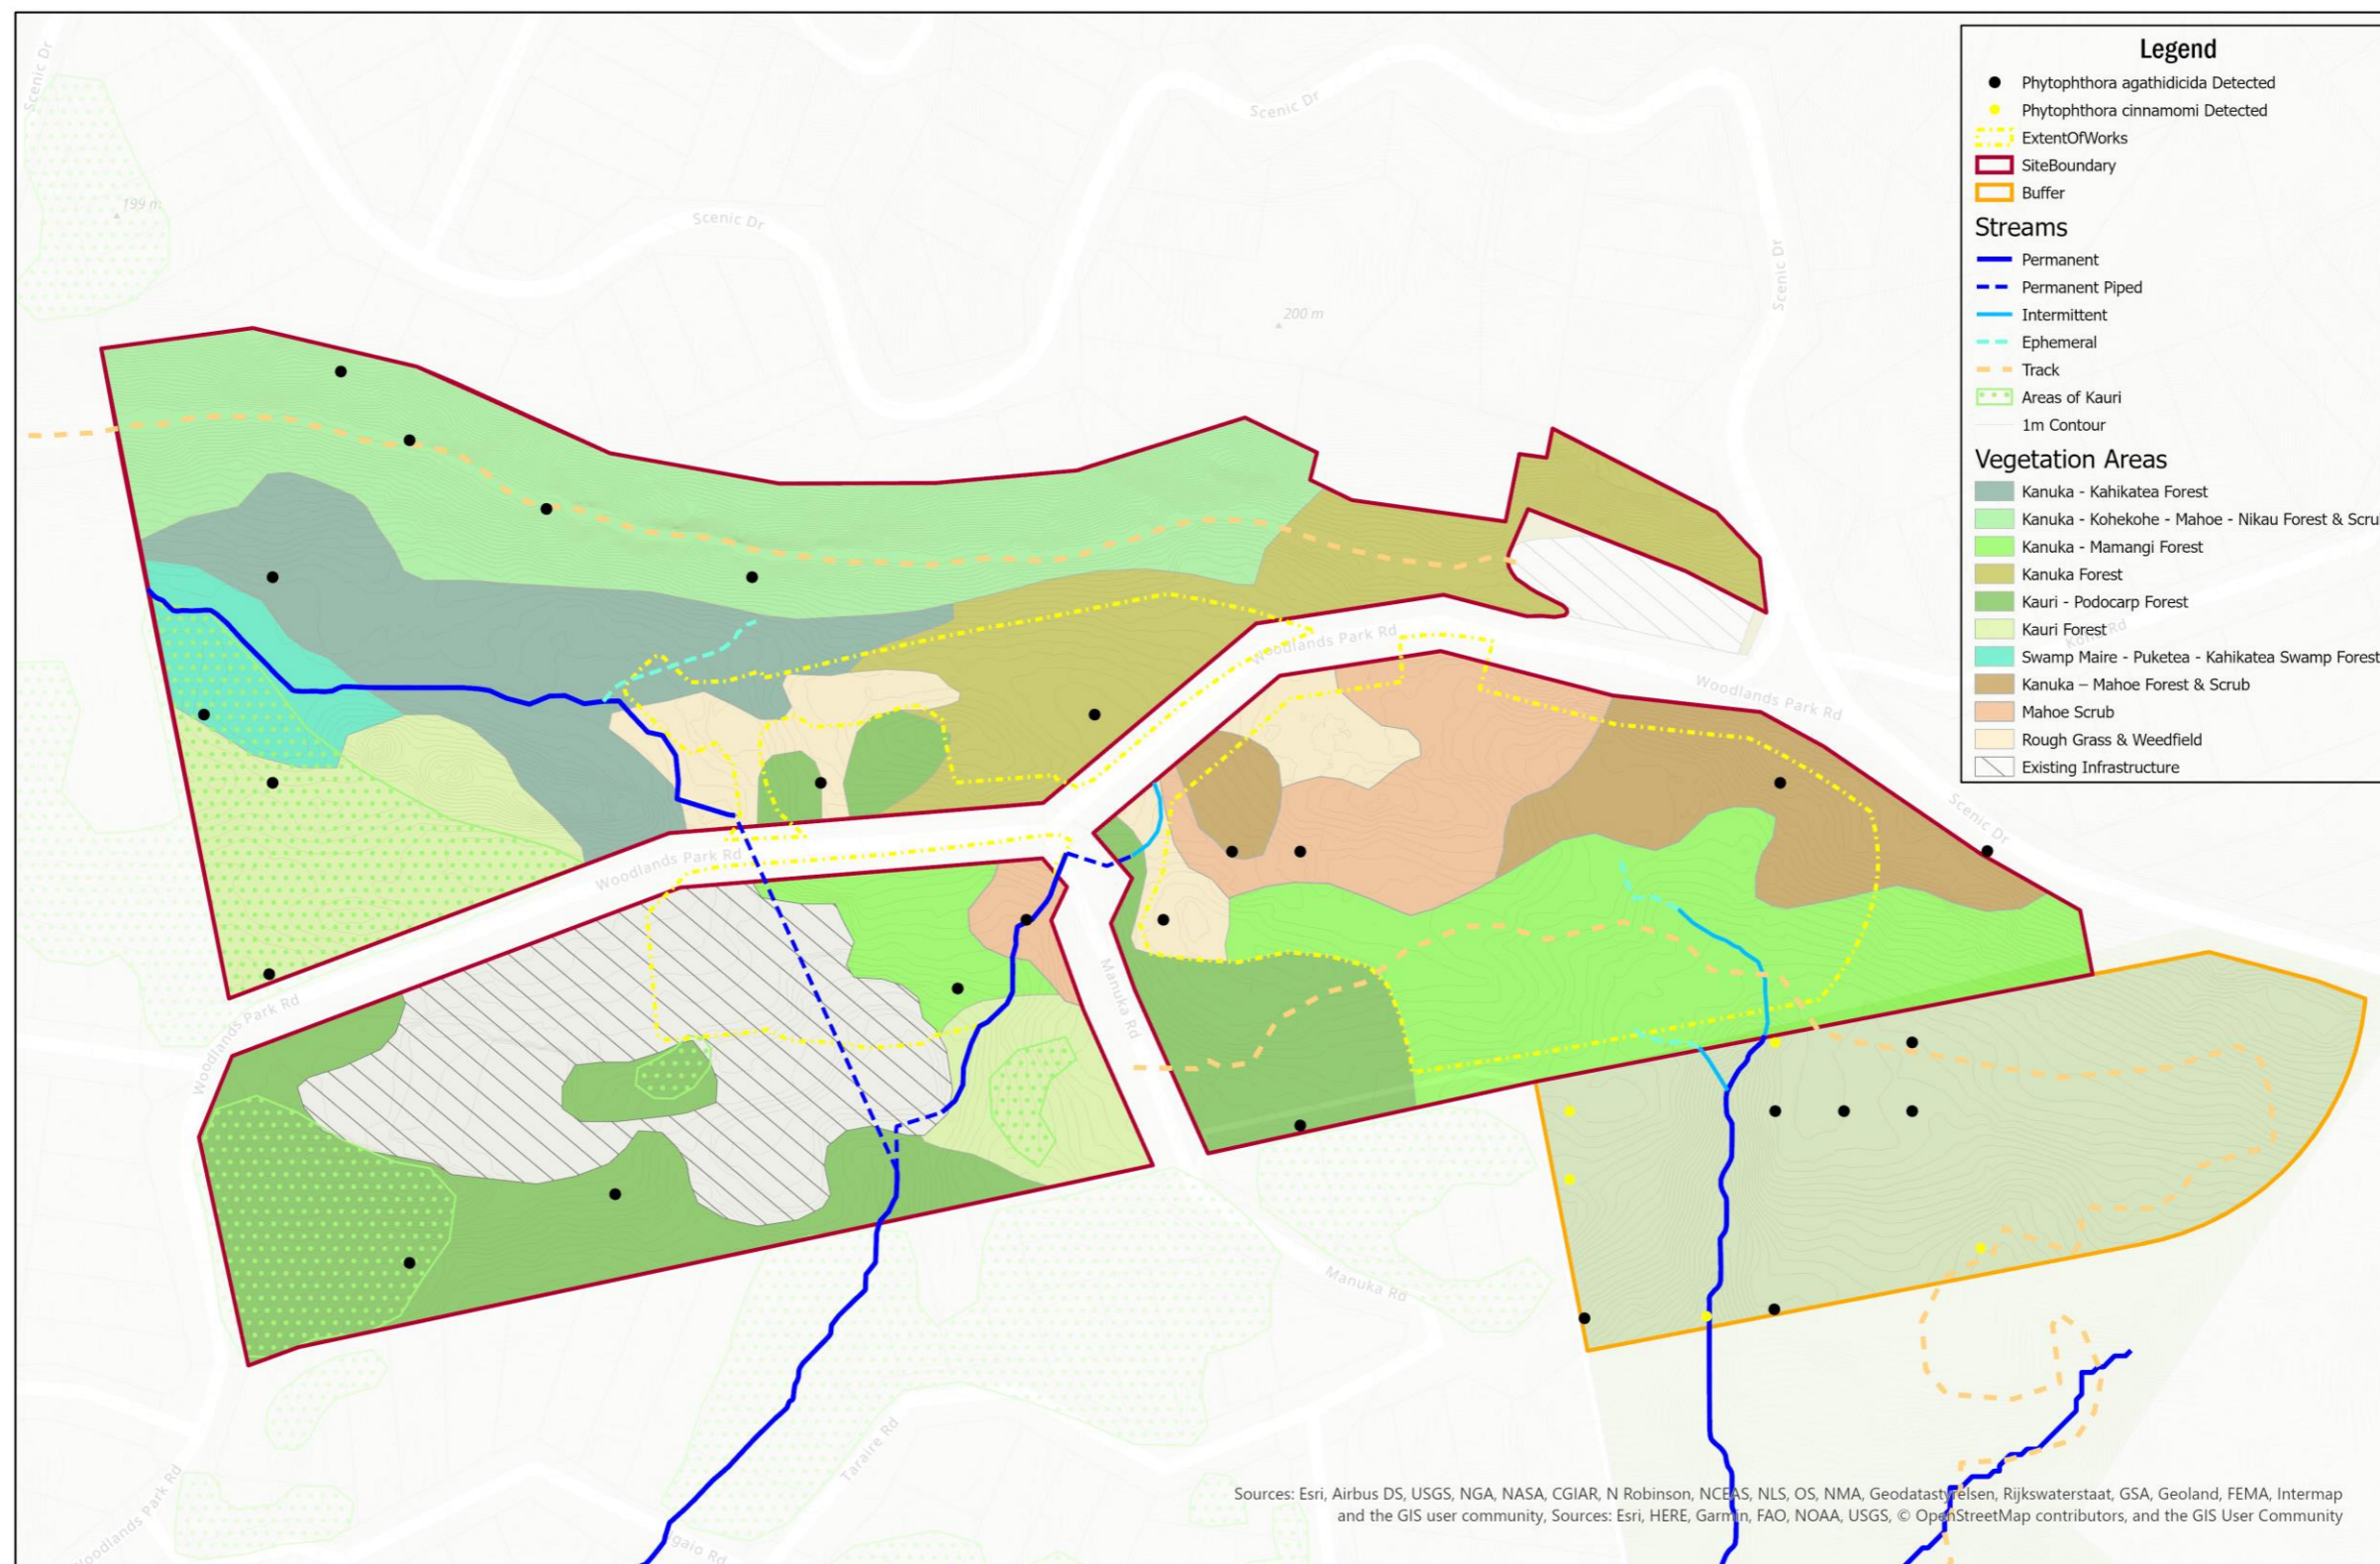 Scenic Dr
199 m
Scenic Dr
Scenic Dr
200 m
Scenic Dr
Woodlands Park Rd
Woodlands Park Rd
Scenic Dr
Woodlands Park Rd
Woodlands Park Rd
Manuka Rd
Manuka Rd
Taraire Rd
Woodlands Park Rd
gaio Rd
Legend
Phytophthora agathidicida Detected
Phytophthora cinnamomi Detected
ExtentOfWorks
SiteBoundary
Buffer
Streams
Permanent
Permanent Piped
Intermittent
Ephemeral
Track
Areas of Kauri
1m Contour
Vegetation Areas
Kanuka - Kahikatea Forest
Kanuka - Kohekohe - Mahoe - Nikau Forest & Scru
Kanuka - Mamangi Forest
Kanuka Forest
Kauri - Podocarp Forest
Kauri Forest
Swamp Maire - Puketea - Kahikatea Swamp Forest
Kanuka – Mahoe Forest & Scrub
Mahoe Scrub
Rough Grass & Weedfield
Existing Infrastructure
Sources: Esri, Airbus DS, USGS, NGA, NASA, CGIAR, N Robinson, NCEAS, NLS, OS, NMA, Geodatastyrelsen, Rijkswaterstaat, GSA, Geoland, FEMA, Intermap
and the GIS user community, Sources: Esri, HERE, Garmin, FAO, NOAA, USGS, © OpenStreetMap contributors, and the GIS User Community